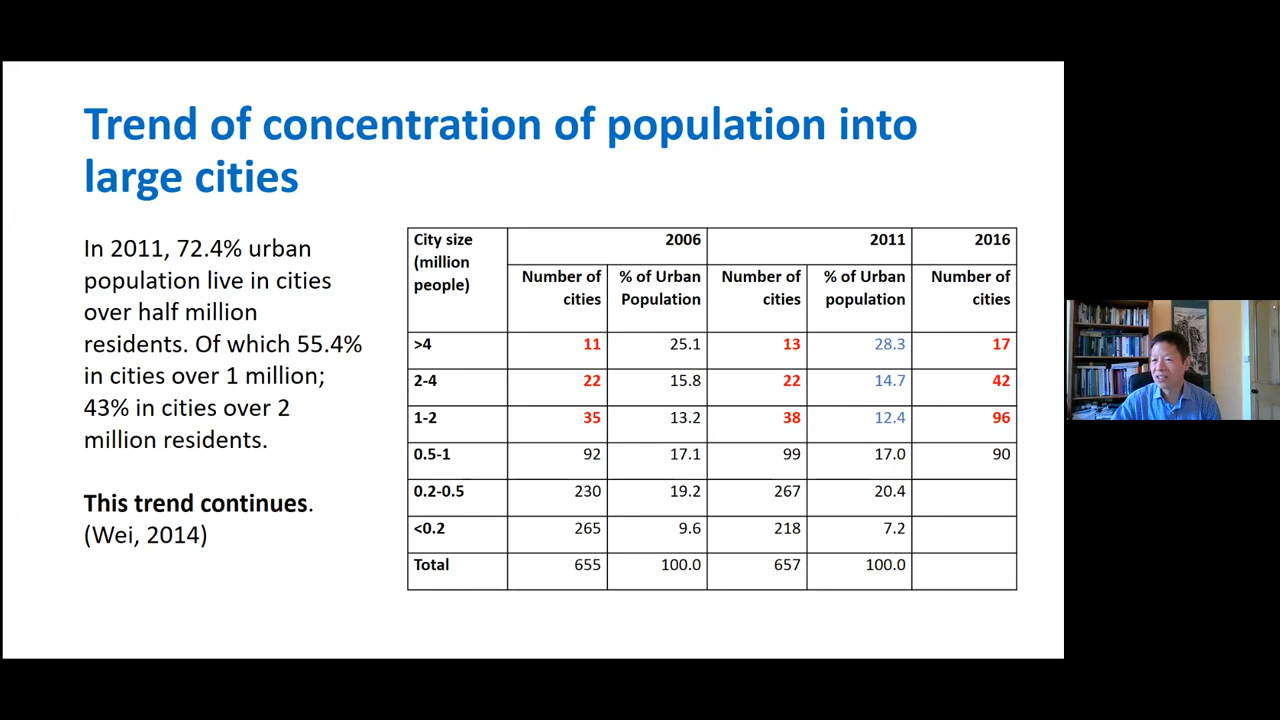 Trend of concentration of population into
large cities
In 2011, 72.4% urban
population live in cities
over half million
residents. Of which 55.4%
in cities over 1 million;
43% in cities over 2
million residents.
This trend continues.
(Wei, 2014)
City size (million people) 2006 2011 2016
Number of cities % of Urban Population Number of cities % of Urban population Number of cities
>4 11 25.1 13 28.3 17
2-4 22 15.8 22 14.7 42
1-2 35 13.2 38 12.4 96
0.5-1 92 17.1 99 17.0 90
0.2-0.5 230 19.2 267 20.4
<0.2 265 9.6 218 7.2
Total 655 100.0 657 100.0